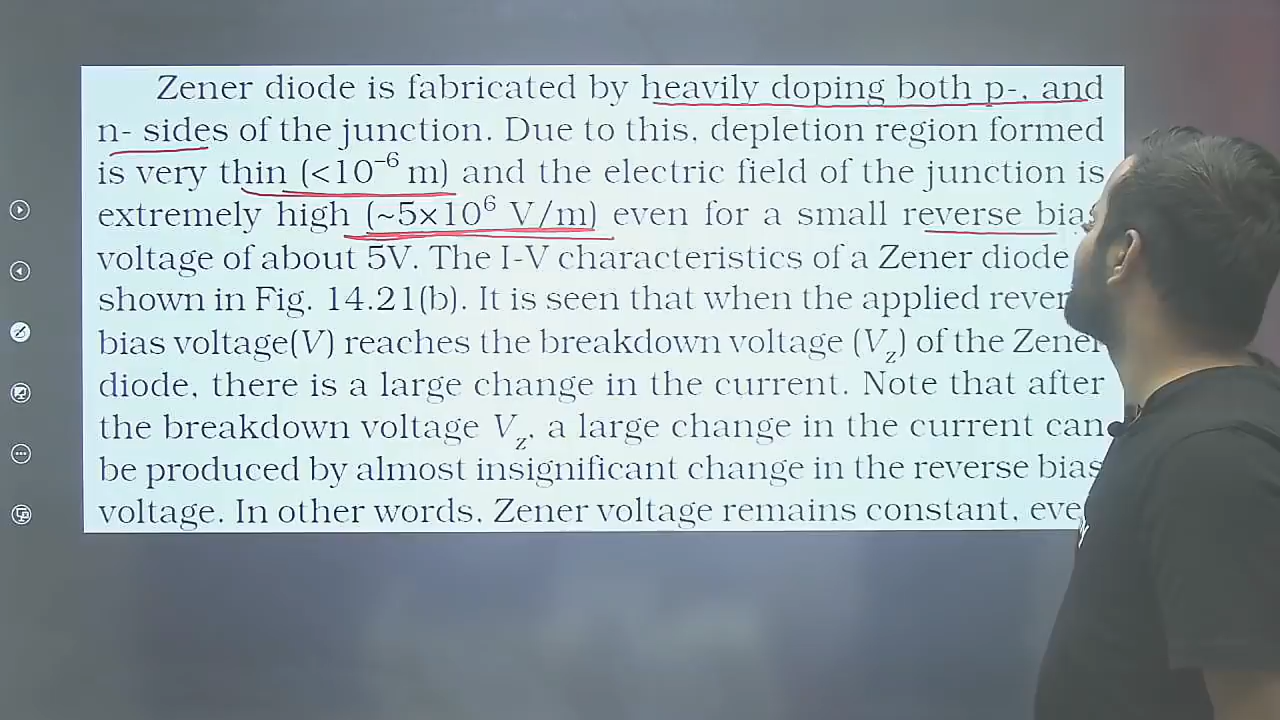 Zener diode is fabricated by heavily doping both p-, and
n- sides of the junction. Due to this, depletion region formed
is very thin (<10⁻⁶ m) and the electric field of the junction is
extremely high (~5×10⁶ V/m) even for a small reverse bias
voltage of about 5V. The I-V characteristics of a Zener diode
shown in Fig. 14.21(b). It is seen that when the applied rever
bias voltage(V) reaches the breakdown voltage (V_z) of the Zener
diode, there is a large change in the current. Note that after
the breakdown voltage V_z, a large change in the current can
be produced by almost insignificant change in the reverse bias
voltage. In other words, Zener voltage remains constant, eve